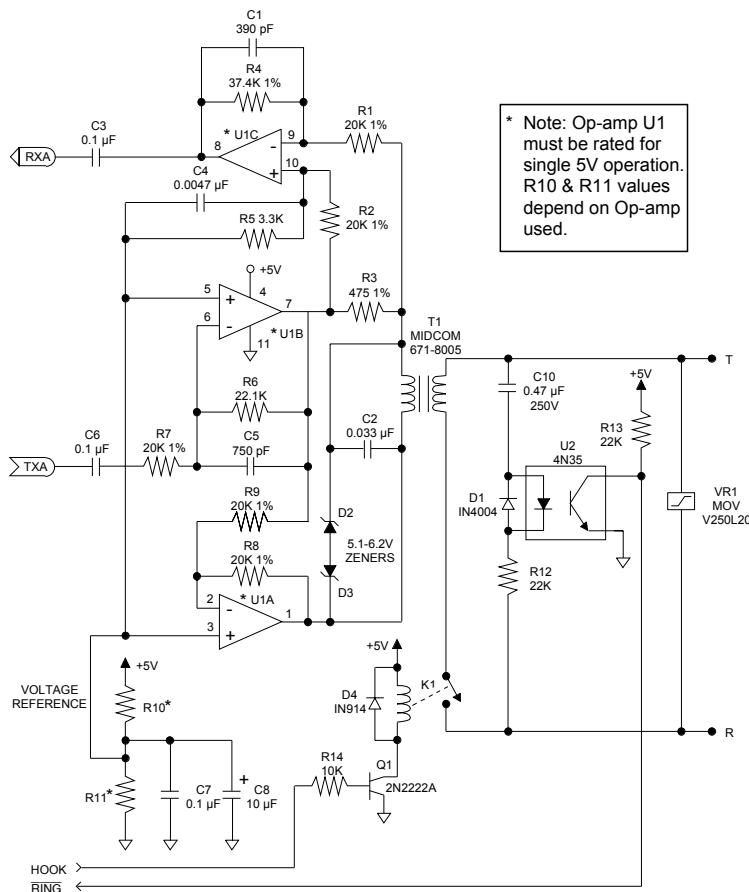 C1
390 pF
R4
37.4K 1%
C3
0.1 µF
RXA
* U1C
8
9
-
10
+
R1
20K 1%
* Note: Op-amp U1
must be rated for
single 5V operation.
R10 & R11 values
depend on Op-amp
used.
C4
0.0047 µF
R5 3.3K
R2
20K 1%
+5V
5
+
4
7
6
-
11
* U1B
R3
475 1%
T1
MIDCOM
671-8005
T
C10
0.47 µF
250V
+5V
R13
22K
U2
4N35
R6
22.1K
C2
0.033 µF
C6
0.1 µF
R7
20K 1%
C5
750 pF
TXA
D1
IN4004
VR1
MOV
V250L20
R9
20K 1%
D2
5.1-6.2V
ZENERS
R8
20K 1%
D3
R12
22K
2
-
* U1A
1
3
+
+5V
VOLTAGE
REFERENCE
+5V
R10*
D4
IN914
K1
R
R14
10K
Q1
2N2222A
R11*
C7
0.1 µF
+
C8
10 µF
HOOK
RING